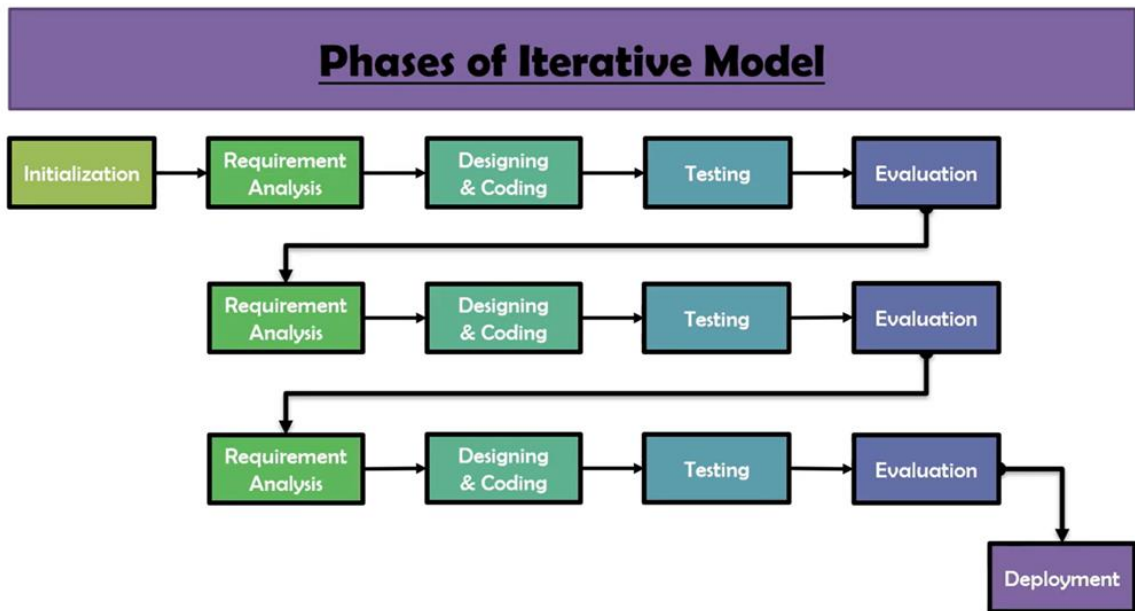 Phases of Iterative Model
Initialization
Requirement
Analysis
Designing
& Coding
Testing
Evaluation
Requirement
Analysis
Designing
& Coding
Testing
Evaluation
Requirement
Analysis
Designing
& Coding
Testing
Evaluation
Deployment